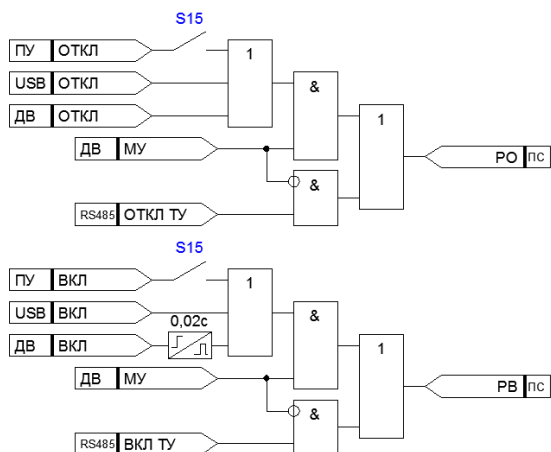 S15
ПУ ОТКЛ
1
USB ОТКЛ
&
ДВ ОТКЛ
1
ДВ МУ
РО ПС
&
RS485 ОТКЛ ТУ
S15
ПУ ВКЛ
1
USB ВКЛ
&
0,02с
ДВ ВКЛ
1
ДВ МУ
РВ ПС
&
RS485 ВКЛ ТУ